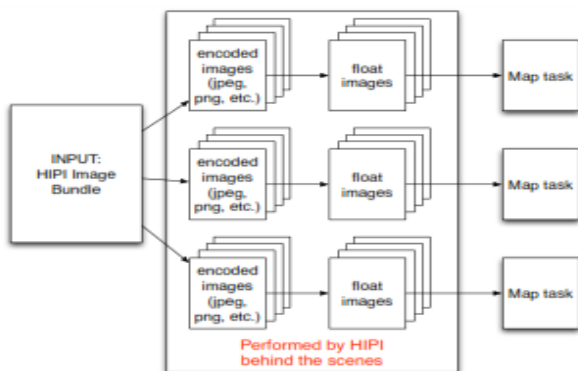 INPUT:
HIPI Image
Bundle
encoded
images
(jpeg,
png, etc.)
float
images
Map task
encoded
images
(jpeg,
png, etc.)
float
images
Map task
encoded
images
(jpeg,
png, etc.)
float
images
Map task
Performed by HIPI
behind the scenes